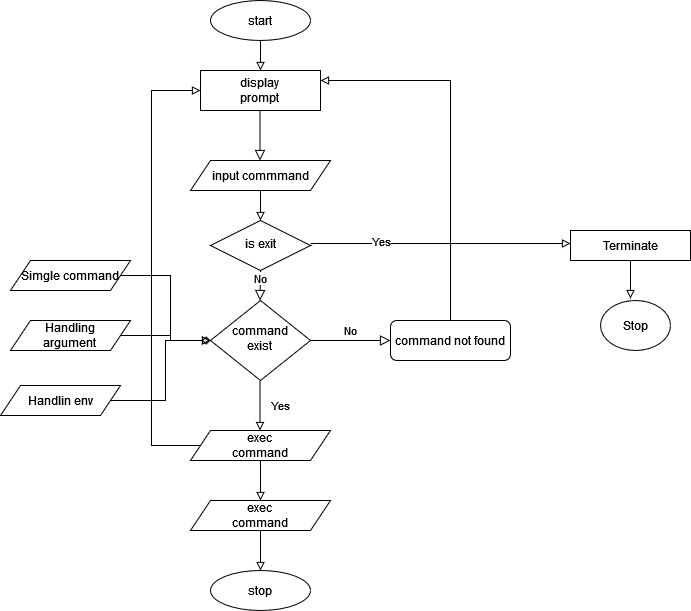 start
display
prompt
input commmand
is exit
Yes
Terminate
No
Simgle command
Stop
Handling
argument
command
exist
No
command not found
Handlin env
Yes
exec
command
exec
command
stop